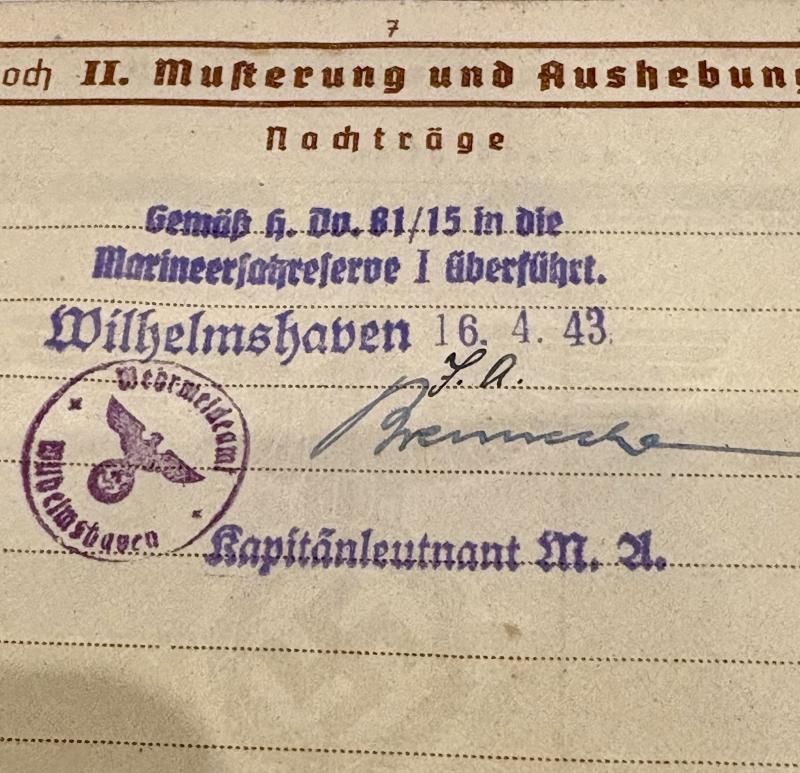 7
och II. Musterung und Aushebung
Nachträge
Gemäß H. Dv. 81/15 in die
Marineersatzreserve I überführt.
Wilhelmshaven 16. 4. 43.
J. A.
Wehrmeldeamt
Wilhelmshaven
Kapitänleutnant M. A.